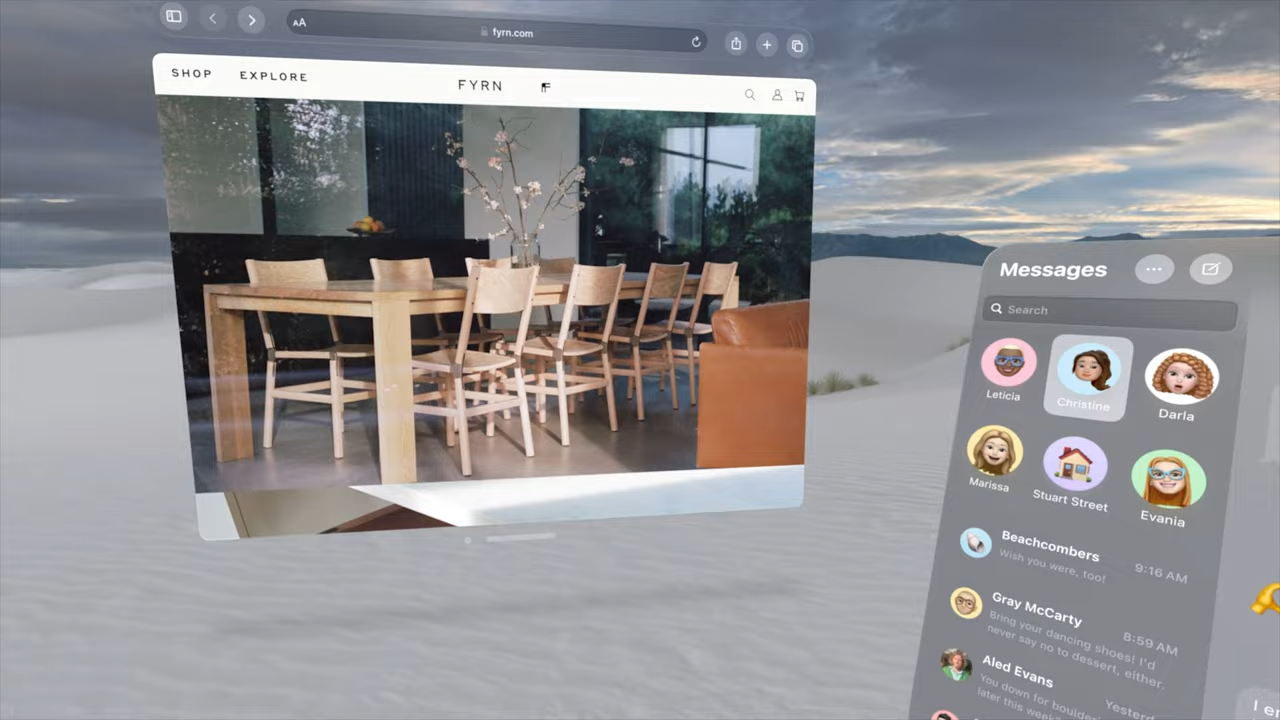 AA
fyrn.com
SHOP EXPLORE
FYRN
Messages
Search
Leticia
Christine
Darla
Marissa
Stuart Street
Evania
Beachcombers
9:16 AM
Wish you were, too!
Gray McCarty
8:59 AM
Bring your dancing shoes! I'd
never say no to dessert, either.
Aled Evans
You down for
later this